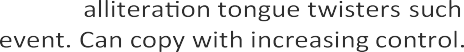 alliteration tongue twisters such
event. Can copy with increasing control.